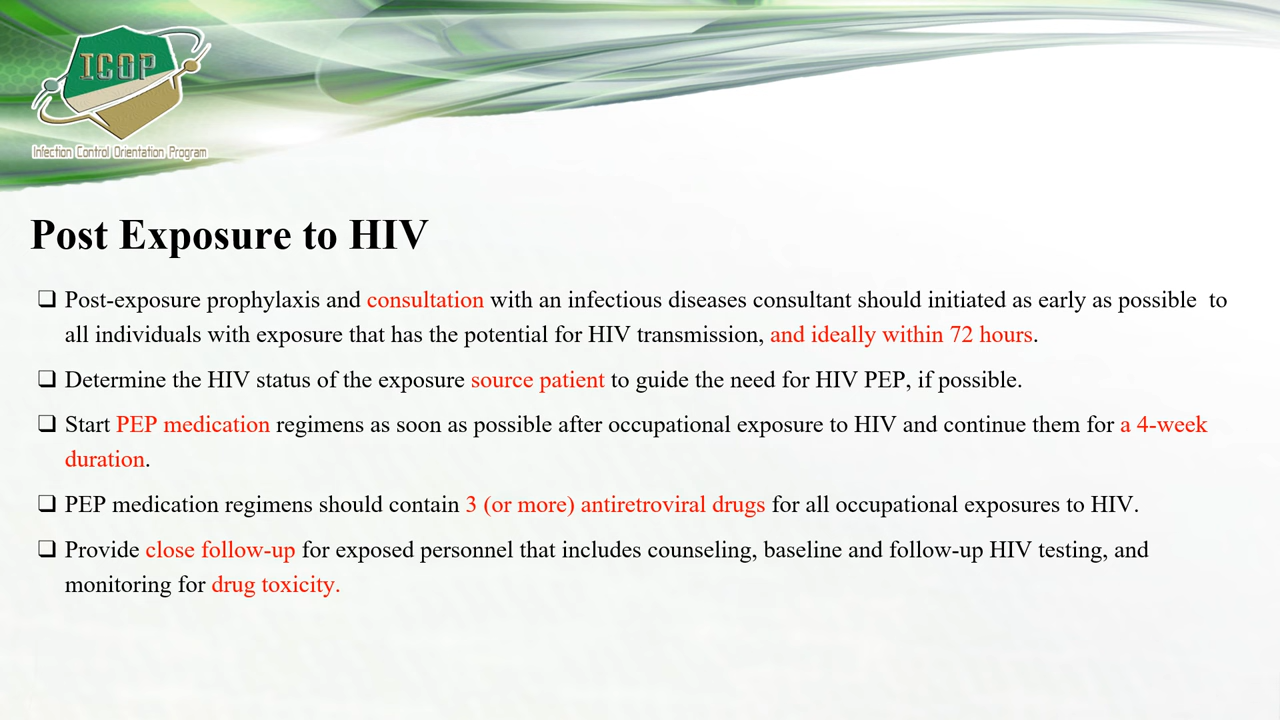 ICOP
Infection Control Orientation Program
Post Exposure to HIV
❑ Post-exposure prophylaxis and consultation with an infectious diseases consultant should initiated as early as possible  to
all individuals with exposure that has the potential for HIV transmission, and ideally within 72 hours.
❑ Determine the HIV status of the exposure source patient to guide the need for HIV PEP, if possible.
❑ Start PEP medication regimens as soon as possible after occupational exposure to HIV and continue them for a 4-week
duration.
❑ PEP medication regimens should contain 3 (or more) antiretroviral drugs for all occupational exposures to HIV.
❑ Provide close follow-up for exposed personnel that includes counseling, baseline and follow-up HIV testing, and
monitoring for drug toxicity.